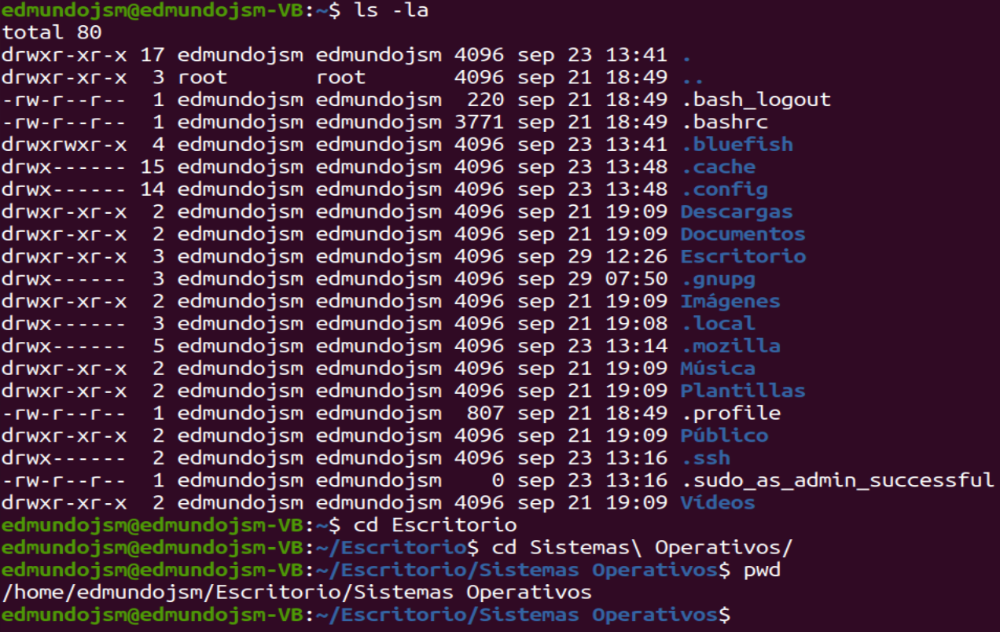 edmundojsm@edmundojsm-VB:~$ ls -la
total 80
drwxr-xr-x 17 edmundojsm edmundojsm 4096 sep 23 13:41 .
drwxr-xr-x  3 root       root       4096 sep 21 18:49 ..
-rw-r--r--  1 edmundojsm edmundojsm  220 sep 21 18:49 .bash_logout
-rw-r--r--  1 edmundojsm edmundojsm 3771 sep 21 18:49 .bashrc
drwxrwxr-x  4 edmundojsm edmundojsm 4096 sep 23 13:41 .bluefish
drwx------ 15 edmundojsm edmundojsm 4096 sep 23 13:48 .cache
drwx------ 14 edmundojsm edmundojsm 4096 sep 23 13:48 .config
drwxr-xr-x  2 edmundojsm edmundojsm 4096 sep 21 19:09 Descargas
drwxr-xr-x  2 edmundojsm edmundojsm 4096 sep 21 19:09 Documentos
drwxr-xr-x  3 edmundojsm edmundojsm 4096 sep 29 12:26 Escritorio
drwx------  3 edmundojsm edmundojsm 4096 sep 29 07:50 .gnupg
drwxr-xr-x  2 edmundojsm edmundojsm 4096 sep 21 19:09 Imágenes
drwx------  3 edmundojsm edmundojsm 4096 sep 21 19:08 .local
drwx------  5 edmundojsm edmundojsm 4096 sep 23 13:14 .mozilla
drwxr-xr-x  2 edmundojsm edmundojsm 4096 sep 21 19:09 Música
drwxr-xr-x  2 edmundojsm edmundojsm 4096 sep 21 19:09 Plantillas
-rw-r--r--  1 edmundojsm edmundojsm  807 sep 21 18:49 .profile
drwxr-xr-x  2 edmundojsm edmundojsm 4096 sep 21 19:09 Público
drwx------  2 edmundojsm edmundojsm 4096 sep 23 13:16 .ssh
-rw-r--r--  1 edmundojsm edmundojsm    0 sep 23 13:16 .sudo_as_admin_successful
drwxr-xr-x  2 edmundojsm edmundojsm 4096 sep 21 19:09 Vídeos
edmundojsm@edmundojsm-VB:~$ cd Escritorio
edmundojsm@edmundojsm-VB:~/Escritorio$ cd Sistemas\ Operativos/
edmundojsm@edmundojsm-VB:~/Escritorio/Sistemas Operativos$ pwd
/home/edmundojsm/Escritorio/Sistemas Operativos
edmundojsm@edmundojsm-VB:~/Escritorio/Sistemas Operativos$